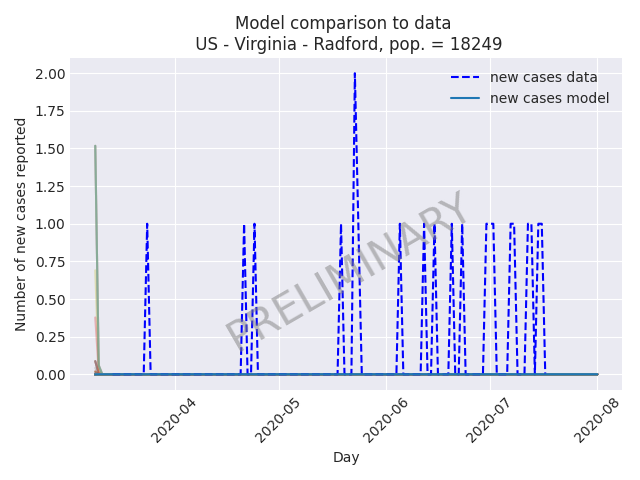 Model comparison to data
US - Virginia - Radford, pop. = 18249
new cases data
new cases model
Number of new cases reported
2.00
1.75
1.50
1.25
1.00
0.75
0.50
0.25
0.00
PRELIMINARY
2020-04
2020-05
2020-06
2020-07
2020-08
Day